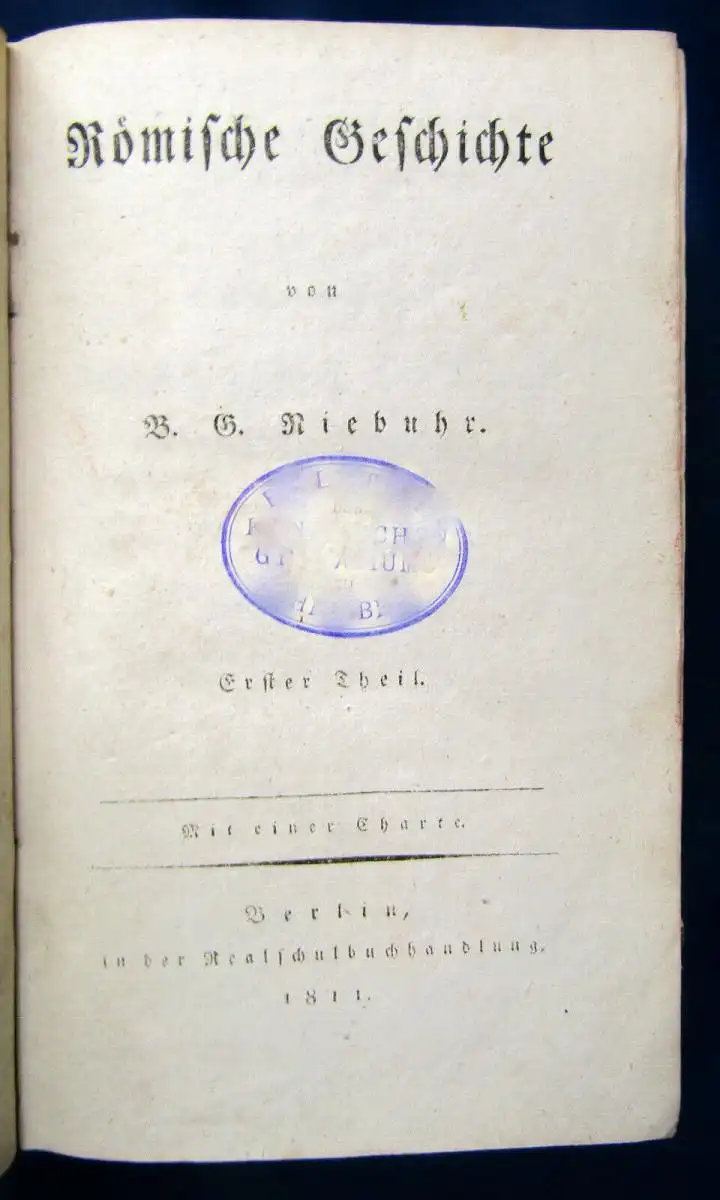 Römische Geschichte
von
B. G. Niebuhr.
Erster Theil.
Mit einer Charte.
Berlin,
in der Realschulbuchhandlung.
1811.